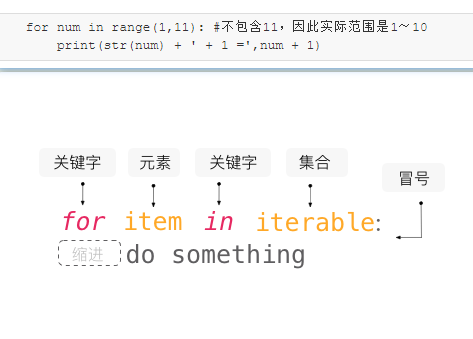 for num in range(1,11): #不包含11，因此实际范围是1～10
    print(str(num) + ' + 1 =',num + 1)
关键字 元素 关键字 集合
冒号
for item in iterable:
缩进 do something